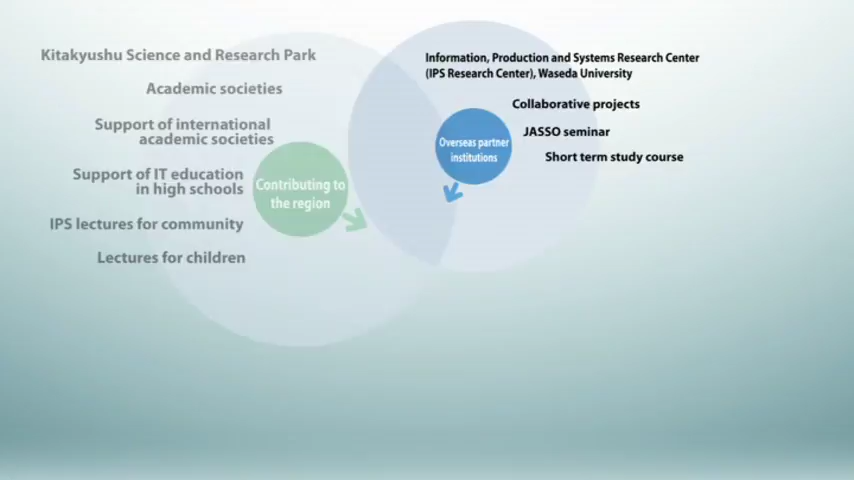 Kitakyushu Science and Research Park
Academic societies
Support of international
academic societies
Support of IT education
in high schools
IPS lectures for community
Lectures for children
Contributing to
the region
Information, Production and Systems Research Center
(IPS Research Center), Waseda University
Collaborative projects
JASSO seminar
Short term study course
Overseas partner
institutions